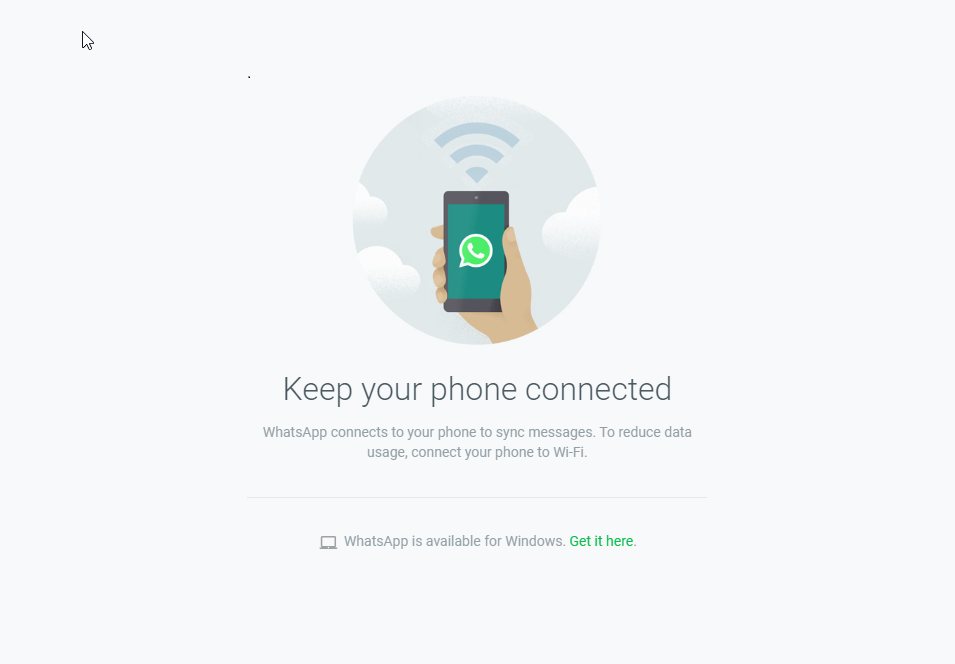 Keep your phone connected
WhatsApp connects to your phone to sync messages. To reduce data
usage, connect your phone to Wi-Fi.
WhatsApp is available for Windows. Get it here.